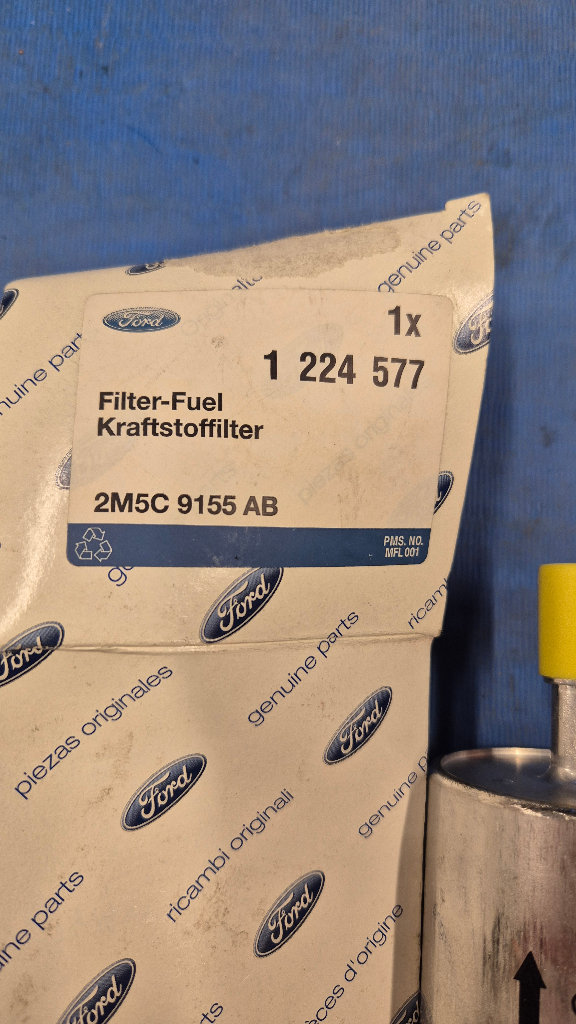 genuine parts
Ford
1x
1 224 577
Filter-Fuel
Kraftstoffilter
2M5C 9155 AB
PMS. NO.
MFL 001
Ford
Ford
genuine parts
piezas originales
Ford
Ford
genuine p
ricambi originali
Ford
Ford